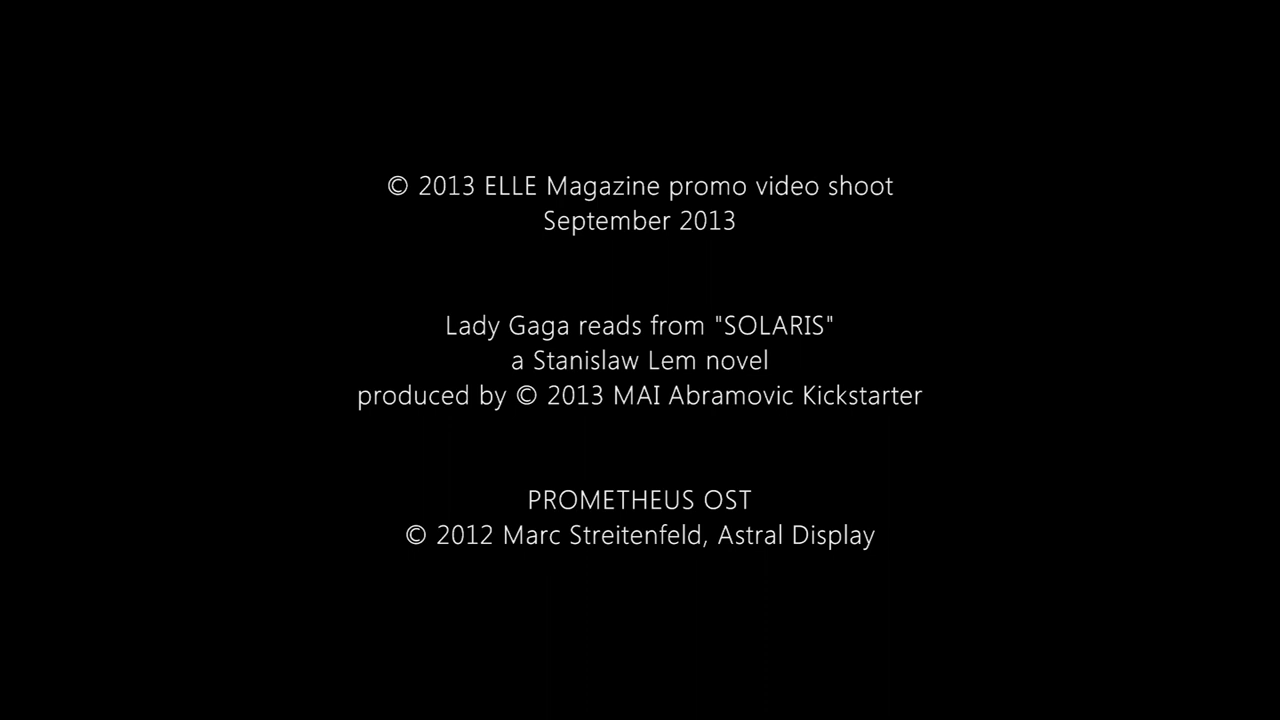 © 2013 ELLE Magazine promo video shoot
September 2013
Lady Gaga reads from "SOLARIS"
a Stanislaw Lem novel
produced by © 2013 MAI Abramovic Kickstarter
PROMETHEUS OST
© 2012 Marc Streitenfeld, Astral Display